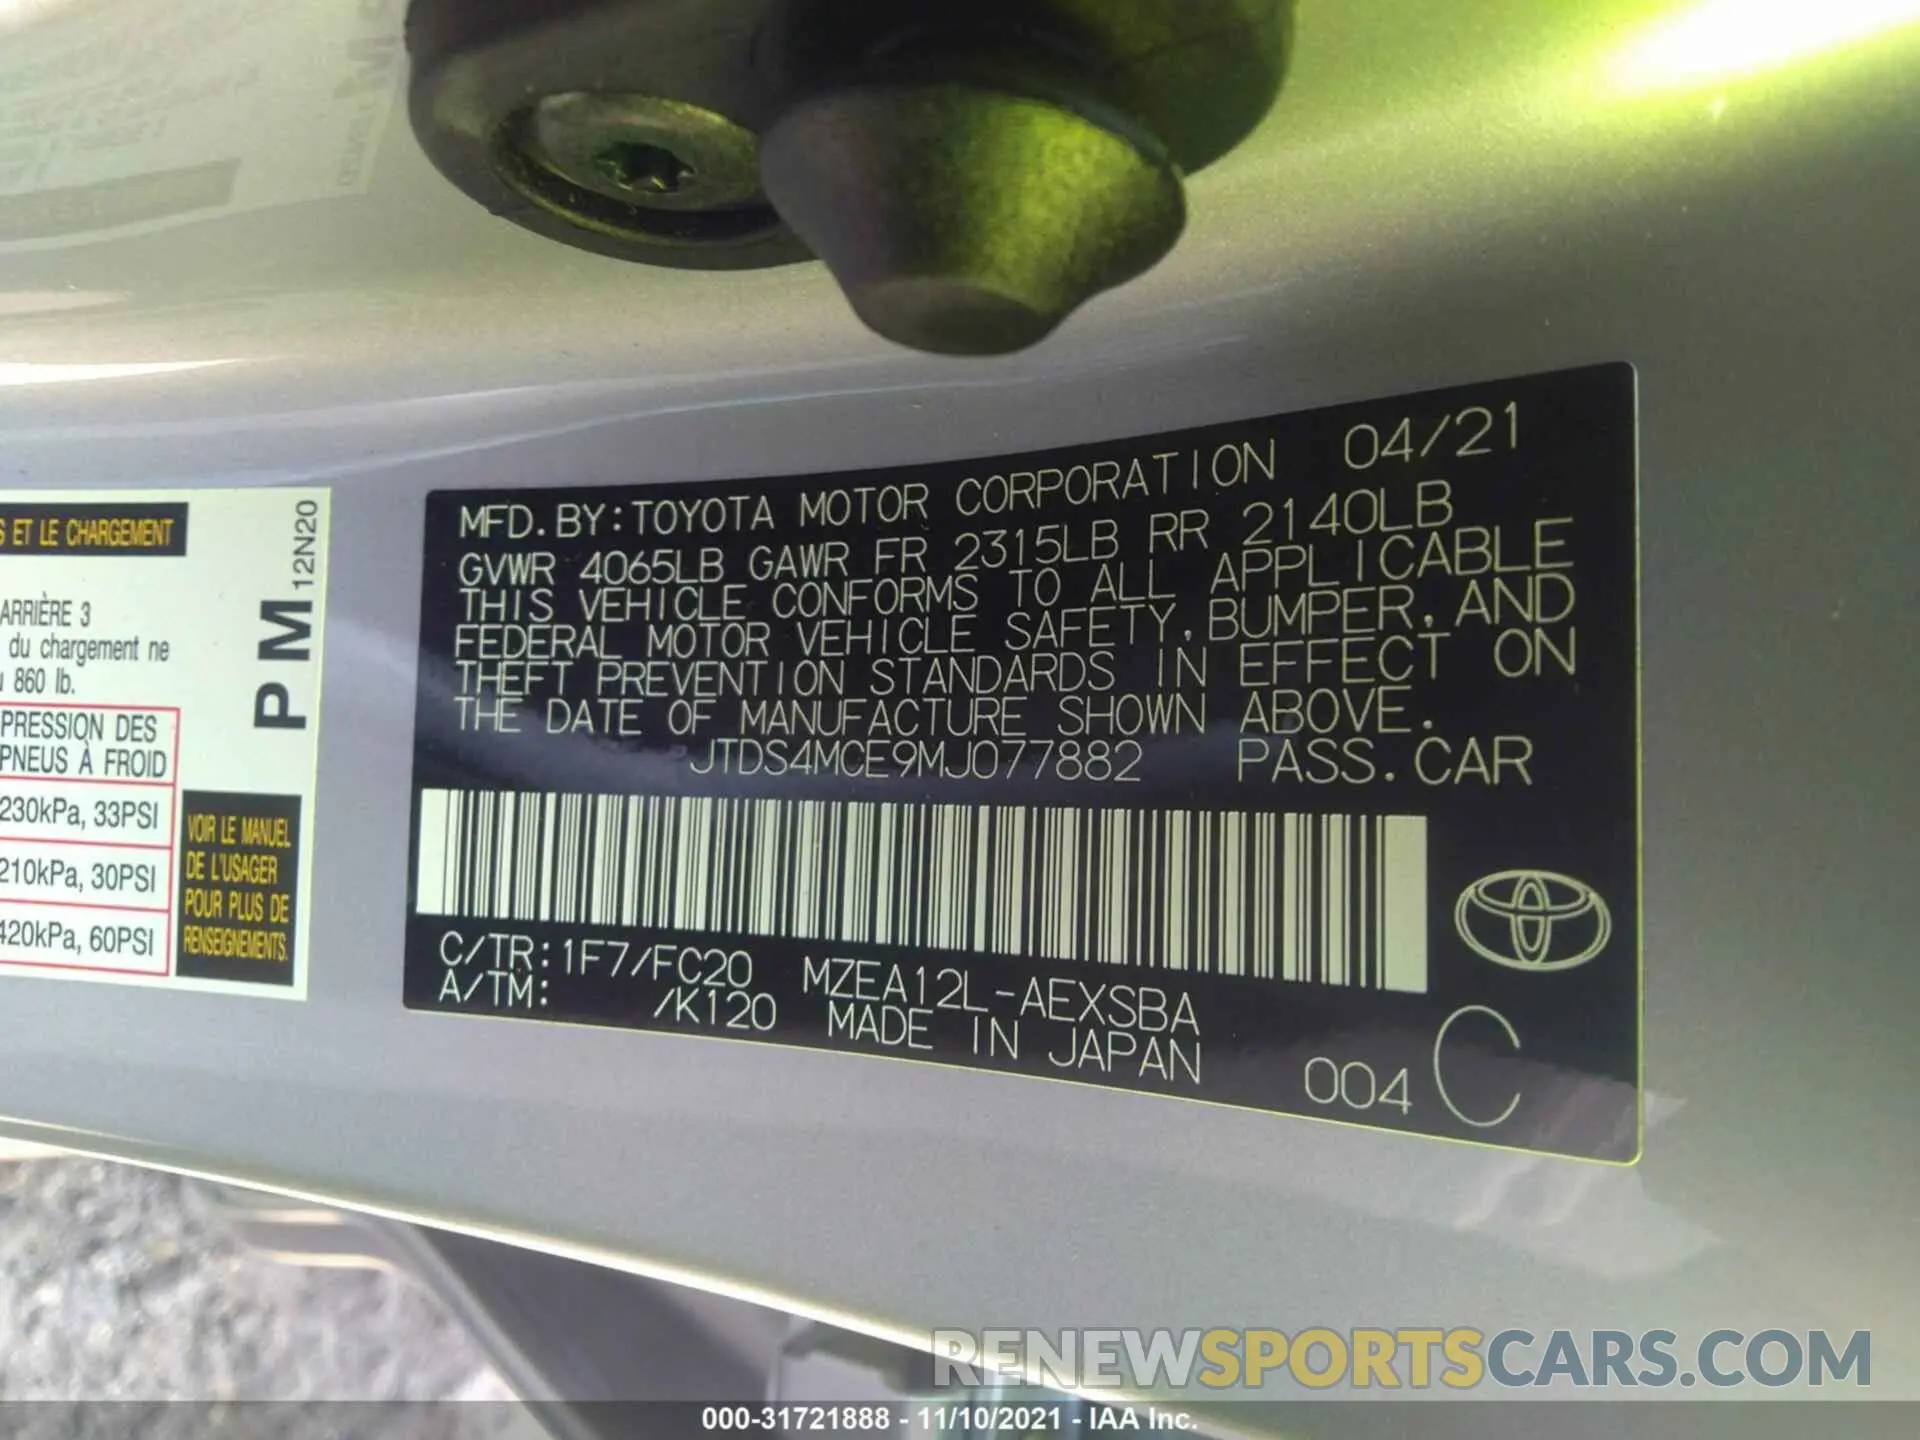 S ET LE CHARGEMENT
12N20
PM
ARRIÈRE 3
du chargement ne
860 lb.
PRESSION DES
PNEUS À FROID
230kPa, 33PSI
210kPa, 30PSI
420kPa, 60PSI
VOIR LE MANUEL
DE L'USAGER
POUR PLUS DE
RENSEIGNEMENTS.
MFD.BY:TOYOTA MOTOR CORPORATION 04/21
GVWR 4065LB GAWR FR 2315LB RR 2140LB
THIS VEHICLE CONFORMS TO ALL APPLICABLE
FEDERAL MOTOR VEHICLE SAFETY, BUMPER, AND
THEFT PREVENTION STANDARDS IN EFFECT ON
THE DATE OF MANUFACTURE SHOWN ABOVE.
JTDS4MCE9MJ077882 PASS.CAR
C/TR:1F7/FC20 MZEA12L-AEXSBA
A/TM: /K120 MADE IN JAPAN
004 C
RENEWSPORTSCARS.COM
000-31721888 - 11/10/2021 - IAA Inc.